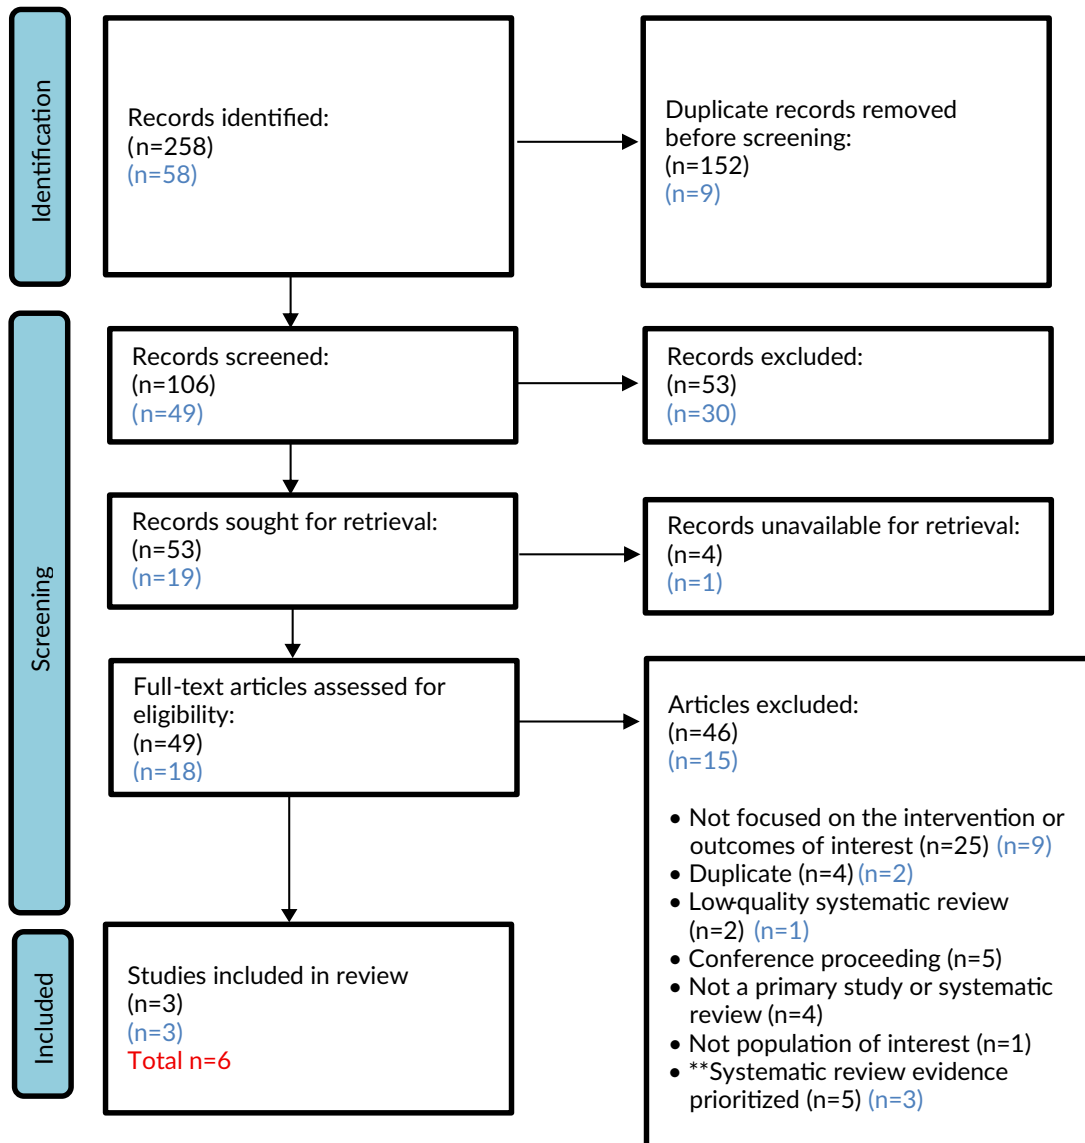 Identification
Records identified:
(n=258)
(n=58)
Duplicate records removed
before screening:
(n=152)
(n=9)
Screening
Records screened:
(n=106)
(n=49)
Records excluded:
(n=53)
(n=30)
Records sought for retrieval:
(n=53)
(n=19)
Records unavailable for retrieval:
(n=4)
(n=1)
Full-text articles assessed for
eligibility:
(n=49)
(n=18)
Articles excluded:
(n=46)
(n=15)
• Not focused on the intervention or
outcomes of interest (n=25) (n=9)
• Duplicate (n=4) (n=2)
• Low-quality systematic review
(n=2) (n=1)
• Conference proceeding (n=5)
• Not a primary study or systematic
review (n=4)
• Not population of interest (n=1)
• **Systematic review evidence
prioritized (n=5) (n=3)
Included
Studies included in review
(n=3)
(n=3)
Total n=6